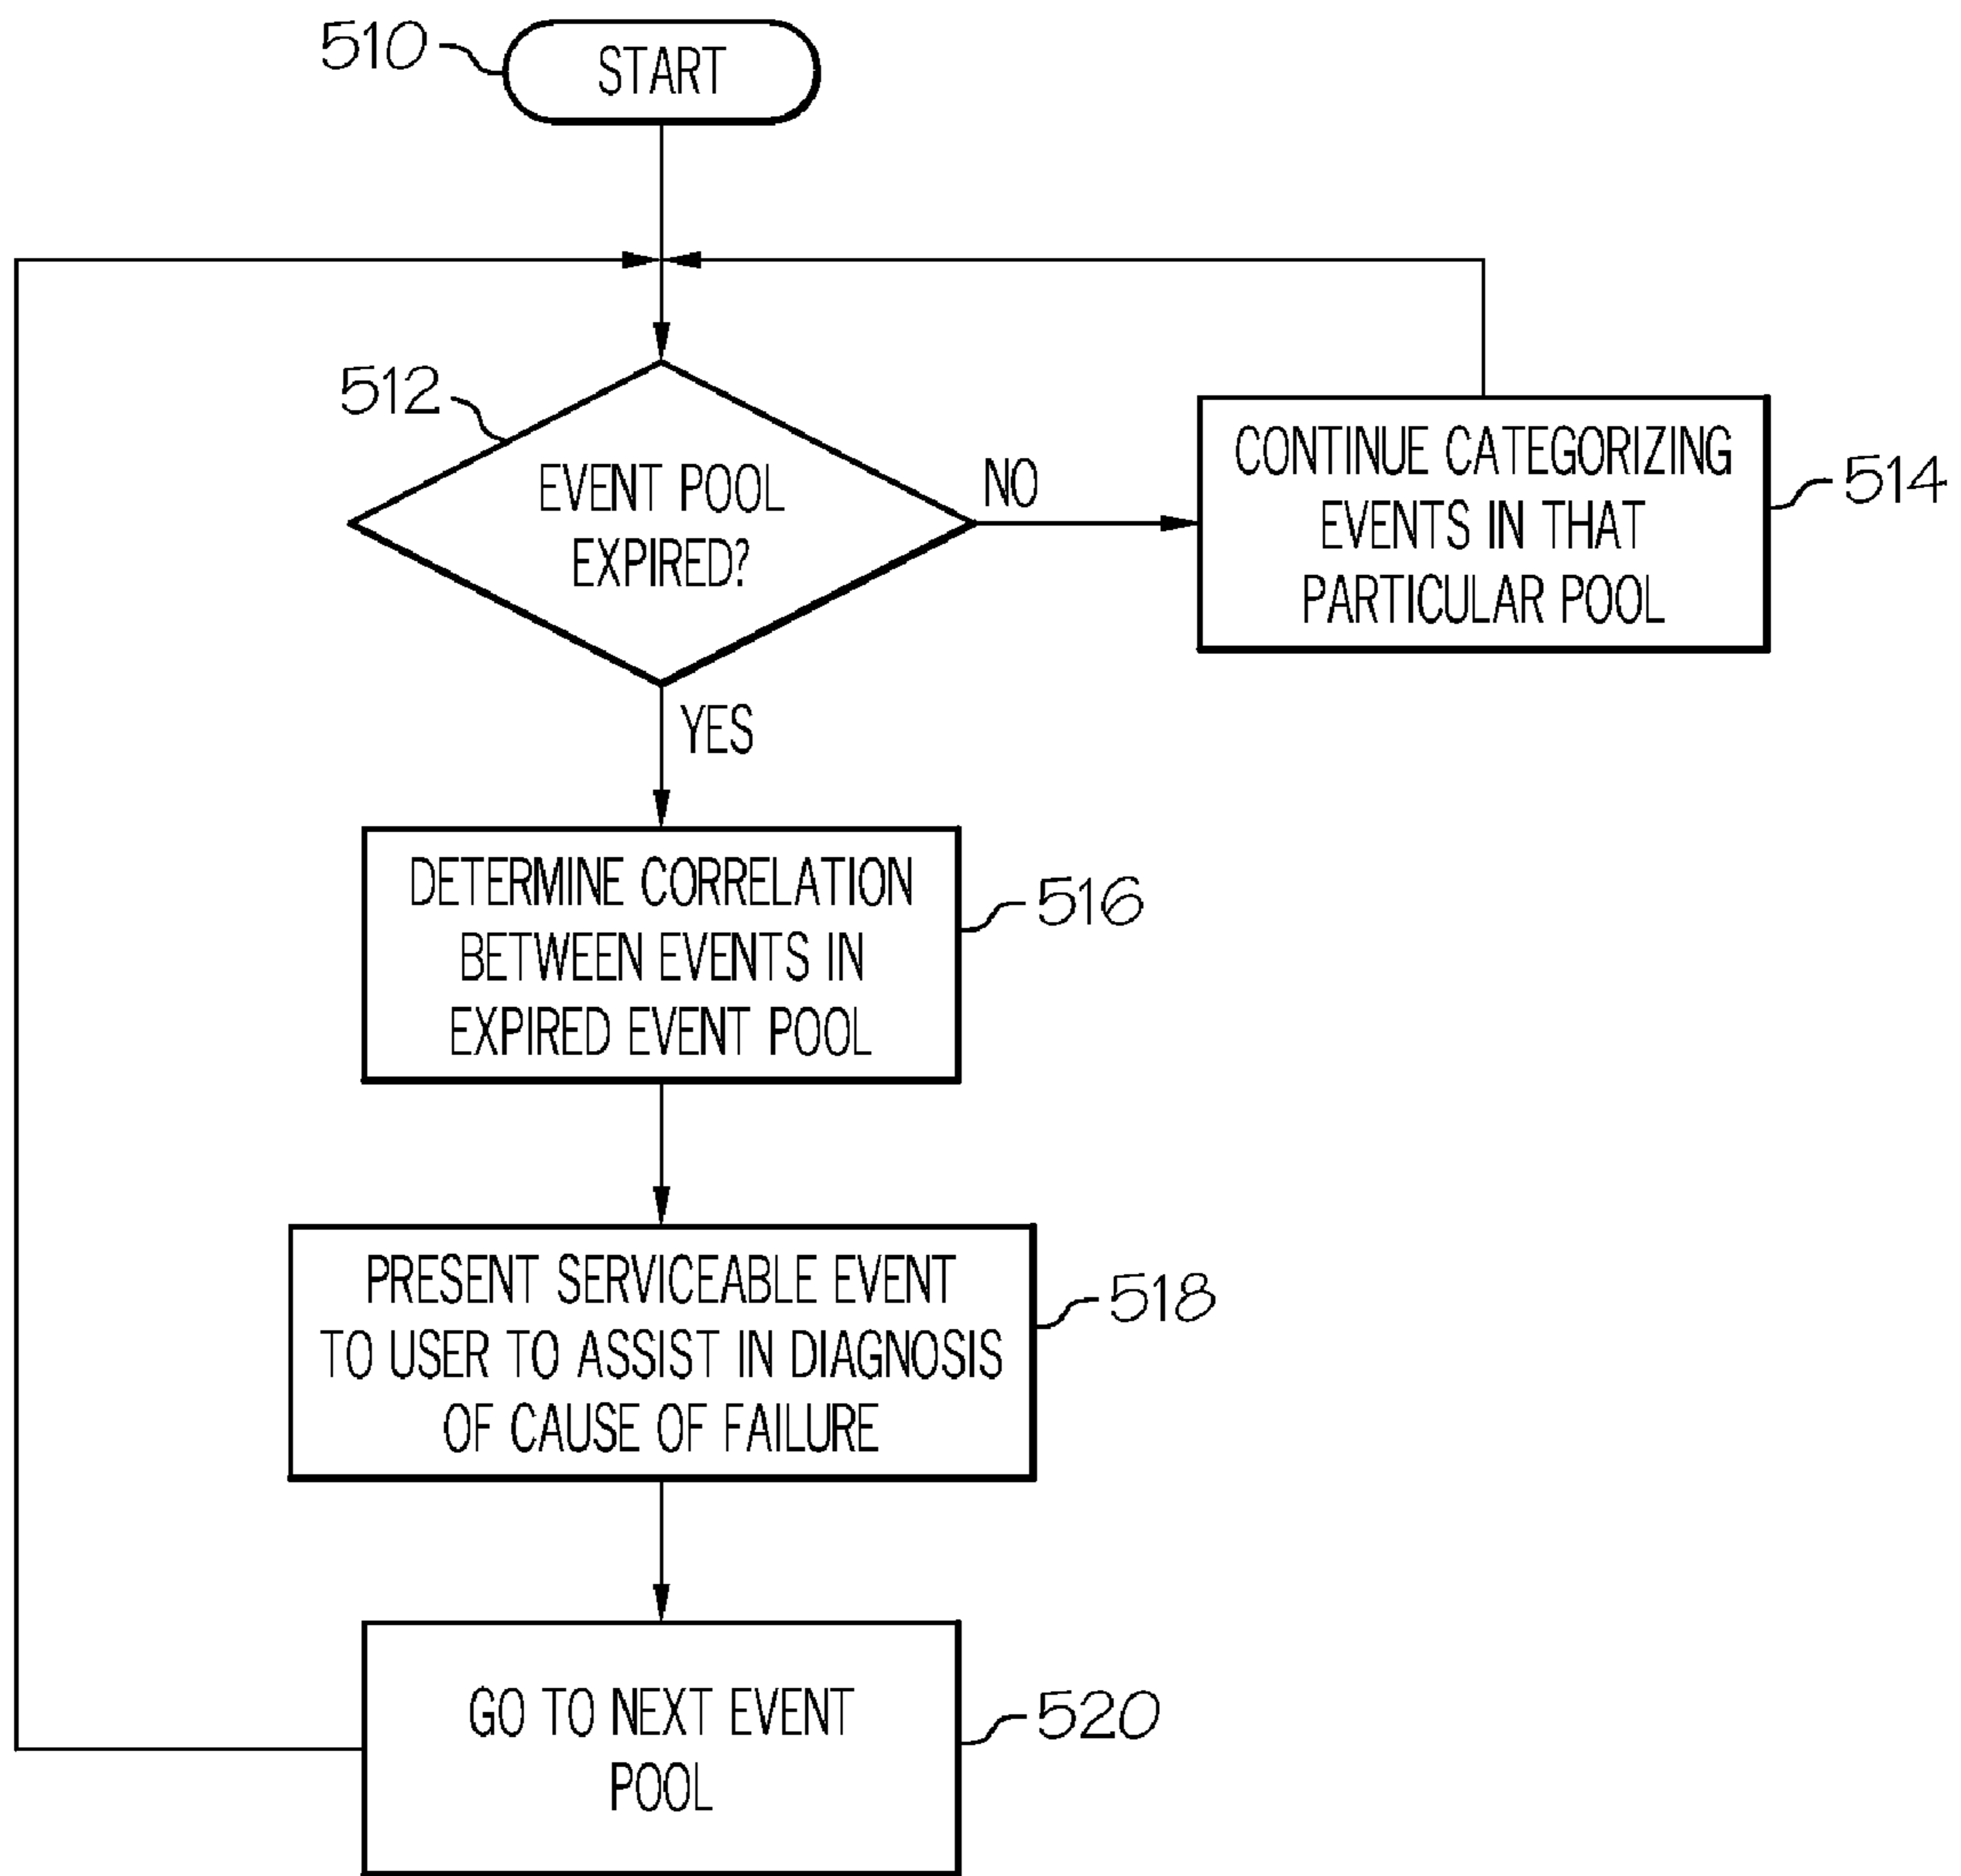 510
START
512
EVENT POOL
EXPIRED?
NO
CONTINUE CATEGORIZING
EVENTS IN THAT
PARTICULAR POOL
514
YES
DETERMINE CORRELATION
BETWEEN EVENTS IN
EXPIRED EVENT POOL
516
PRESENT SERVICEABLE EVENT
TO USER TO ASSIST IN DIAGNOSIS
OF CAUSE OF FAILURE
518
GO TO NEXT EVENT
POOL
520